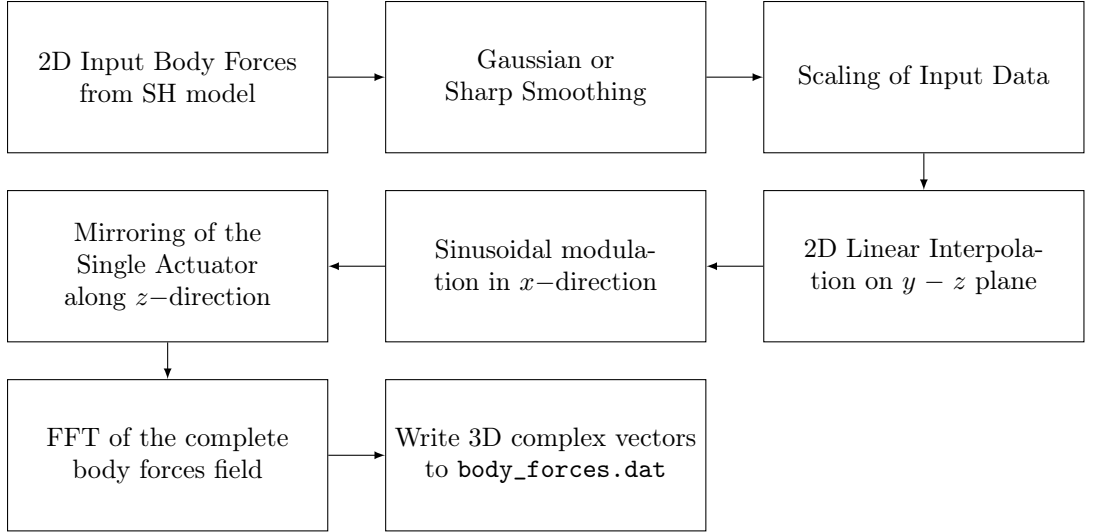 2D Input Body Forces
from SH model
Gaussian or
Sharp Smoothing
Scaling of Input Data
2D Linear Interpola-
tion on y − z plane
Sinusoidal modula-
tion in x−direction
Mirroring of the
Single Actuator
along z−direction
FFT of the complete
body forces field
Write 3D complex vectors
to body_forces.dat